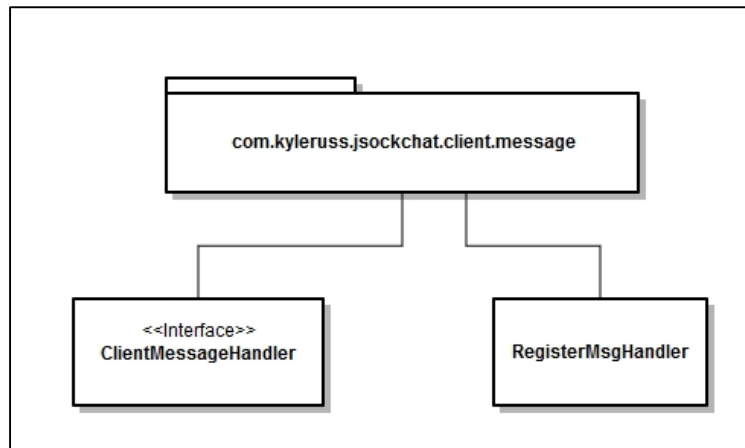 com.kyleruss.jsockchat.client.message
<<Interface>>
ClientMessageHandler
RegisterMsgHandler